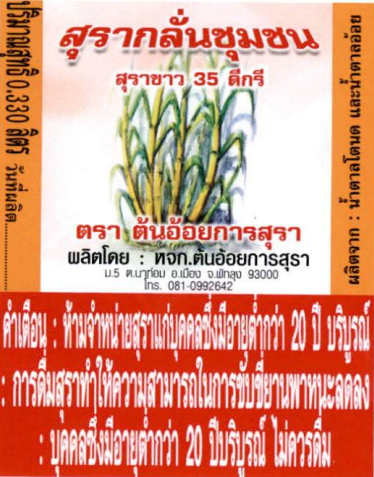 สุรากลั่นชุมชน
สุราขาว 35 ดีกรี
ปริมาณสุทธิ 0.330 ลิตร
วันที่ผลิต................
ผลิตจาก : น้ำตาลโตนด และน้ำตาลอ้อย
ตรา ต้นอ้อยการสุรา
ผลิตโดย : หจก.ต้นอ้อยการสุรา
ม.5 ต.นาท่อม อ.เมือง จ.พัทลุง 93000
โทร. 081-0992642
คำเตือน : ห้ามจำหน่ายสุราแก่บุคคลซึ่งมีอายุต่ำกว่า 20 ปี บริบูรณ์
: การดื่มสุราทำให้ความสามารถในการขับขี่ยานพาหนะลดลง
: บุคคลซึ่งมีอายุต่ำกว่า 20 ปีบริบูรณ์ ไม่ควรดื่ม